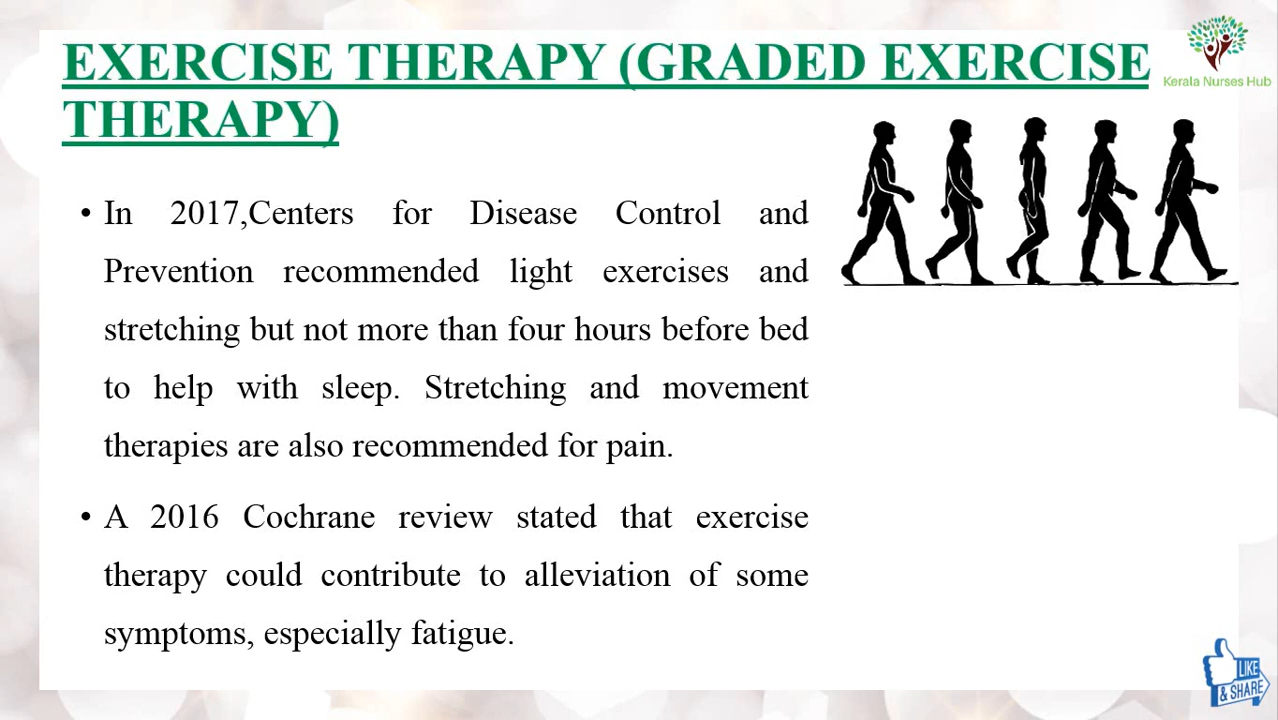 EXERCISE THERAPY (GRADED EXERCISE
THERAPY)
Kerala Nurses Hub
• In 2017,Centers for Disease Control and
Prevention recommended light exercises and
stretching but not more than four hours before bed
to help with sleep. Stretching and movement
therapies are also recommended for pain.
• A 2016 Cochrane review stated that exercise
therapy could contribute to alleviation of some
symptoms, especially fatigue.
LIKE
& SHARE